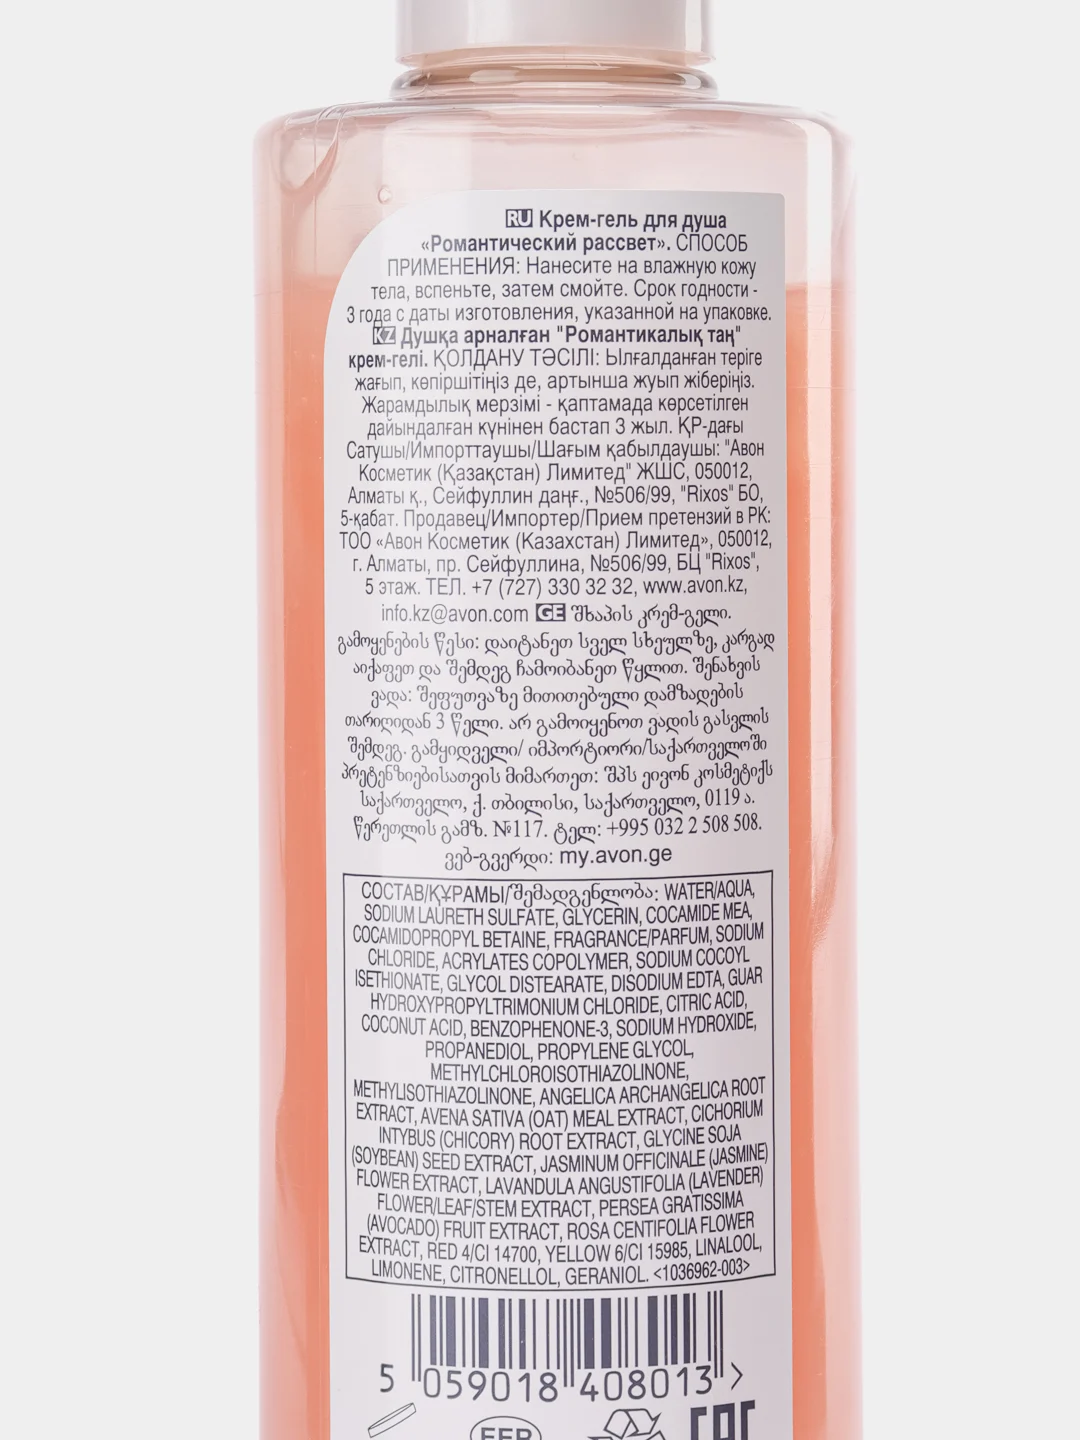 RU Крем-гель для душа
«Романтический рассвет». СПОСОБ
ПРИМЕНЕНИЯ: Нанесите на влажную кожу
тела, вспеньте, затем смойте. Срок годности -
3 года с даты изготовления, указанной на упаковке.
KZ Душқа арналған "Романтикалық таң"
крем-гелі. ҚОЛДАНУ ТӘСІЛІ: Ылғалданған теріге
жағып, көпіршітіңіз де, артынша жуып жіберіңіз.
Жарамдылық мерзімі - қаптамада көрсетілген
дайындалған күнінен бастап 3 жыл. ҚР-дағы
Сатушы/Импорттаушы/Шағым қабылдаушы: "Авон
Косметик (Қазақстан) Лимитед" ЖШС, 050012,
Алматы қ., Сейфуллин даңғ., №506/99, "Rixos" БО,
5-қабат. Продавец/Импортер/Прием претензий в РК:
ТОО «Авон Косметик (Казахстан) Лимитед», 050012,
г. Алматы, пр. Сейфуллина, №506/99, БЦ "Rixos",
5 этаж. ТЕЛ. +7 (727) 330 32 32, www.avon.kz,
info.kz@avon.com GE შხაპის კრემ-გელი.
გამოყენების წესი: დაიტანეთ სველ სხეულზე, კარგად
აიქაფეთ და შემდეგ ჩამოიბანეთ წყლით. შენახვის
ვადა: შეფუთვაზე მითითებული დამზადების
თარიღიდან 3 წელი. არ გამოიყენოთ ვადის გასვლის
შემდეგ. გამყიდველი/ იმპორტიორი/საქართველოში
პრეტენზიებისათვის მიმართეთ: შპს ეივონ კოსმეტიქს
საქართველო, ქ. თბილისი, საქართველო, 0119 ა.
წერეთლის გამზ. №117. ტელ: +995 032 2 508 508.
ვებ-გვერდი: my.avon.ge
СОСТАВ/ҚҰРАМЫ/შემადგენლობა: WATER/AQUA,
SODIUM LAURETH SULFATE, GLYCERIN, COCAMIDE MEA,
COCAMIDOPROPYL BETAINE, FRAGRANCE/PARFUM, SODIUM
CHLORIDE, ACRYLATES COPOLYMER, SODIUM COCOYL
ISETHIONATE, GLYCOL DISTEARATE, DISODIUM EDTA, GUAR
HYDROXYPROPYLTRIMONIUM CHLORIDE, CITRIC ACID,
COCONUT ACID, BENZOPHENONE-3, SODIUM HYDROXIDE,
PROPANEDIOL, PROPYLENE GLYCOL,
METHYLCHLOROISOTHIAZOLINONE,
METHYLISOTHIAZOLINONE, ANGELICA ARCHANGELICA ROOT
EXTRACT, AVENA SATIVA (OAT) MEAL EXTRACT, CICHORIUM
INTYBUS (CHICORY) ROOT EXTRACT, GLYCINE SOJA
(SOYBEAN) SEED EXTRACT, JASMINUM OFFICINALE (JASMINE)
FLOWER EXTRACT, LAVANDULA ANGUSTIFOLIA (LAVENDER)
FLOWER/LEAF/STEM EXTRACT, PERSEA GRATISSIMA
(AVOCADO) FRUIT EXTRACT, ROSA CENTIFOLIA FLOWER
EXTRACT, RED 4/CI 14700, YELLOW 6/CI 15985, LINALOOL,
LIMONENE, CITRONELLOL, GERANIOL. <1036962-003>
5 059018 408013 >
EAC